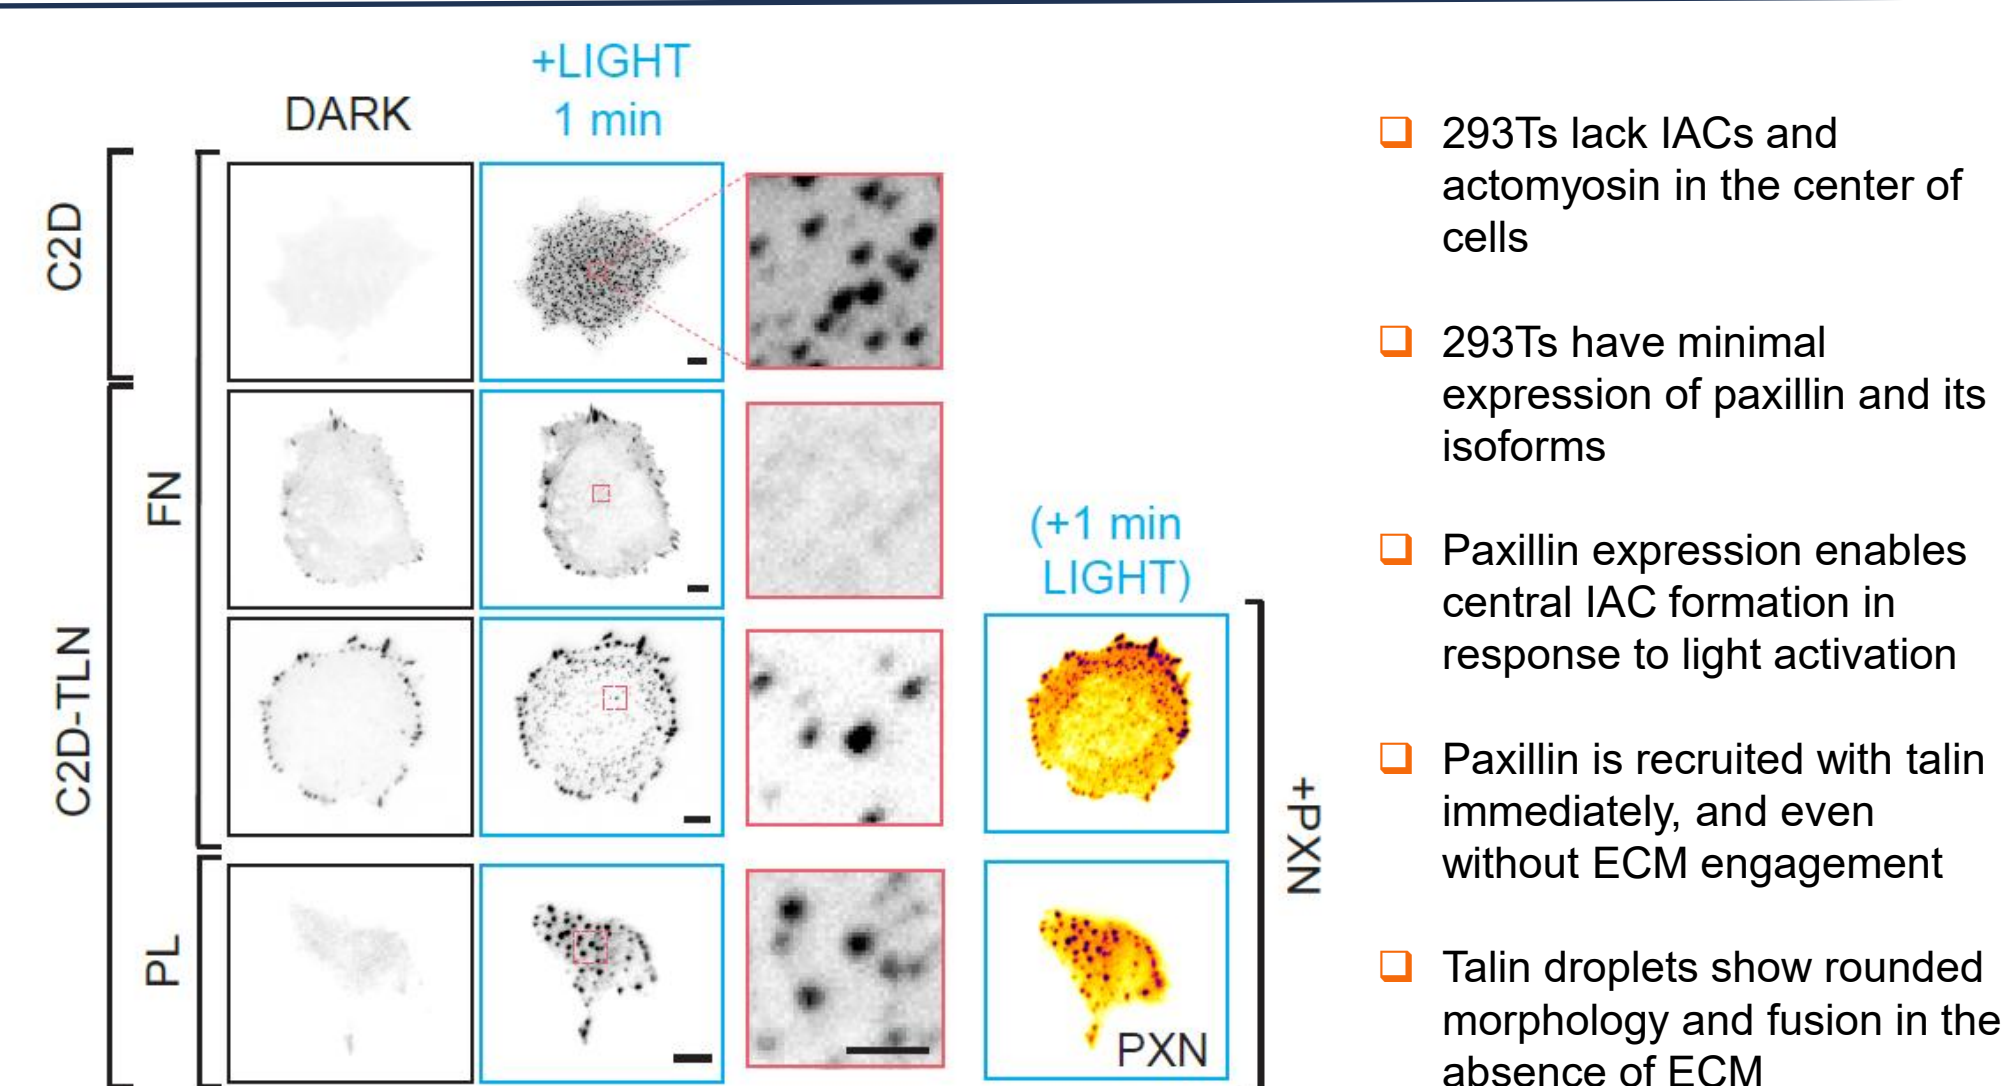 +LIGHT
1 min
DARK
C2D
FN
C2D-TLN
PL
(+1 min
LIGHT)
+PXN
PXN
293Ts lack IACs and
actomyosin in the center of
cells
293Ts have minimal
expression of paxillin and its
isoforms
Paxillin expression enables
central IAC formation in
response to light activation
Paxillin is recruited with talin
immediately, and even
without ECM engagement
Talin droplets show rounded
morphology and fusion in the
absence of ECM